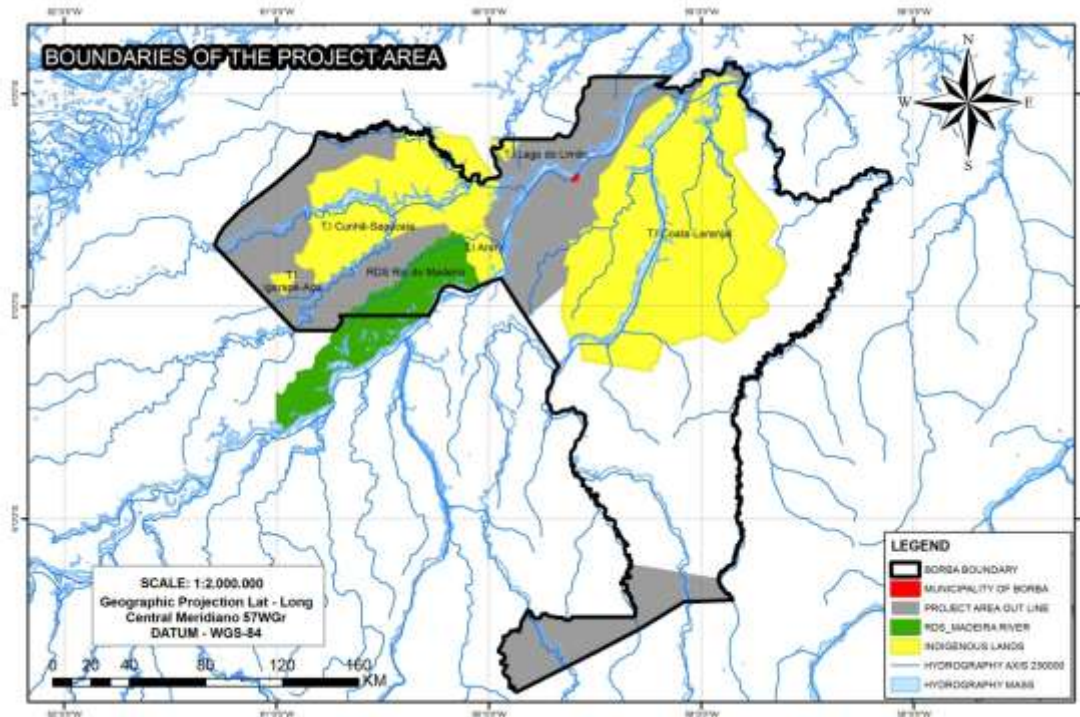 BOUNDARIES OF THE PROJECT AREA
N
W
E
S
T.I Lago do Limão
T.I Cunhã-Sapucaia
T.I Coata-Laranjal
T.I Arary
RDS Rio do Madeira
T.I
Igarapé-Açu
SCALE: 1:2.000.000
Geographic Projection Lat - Long
Central Meridiano 57WGr
DATUM - WGS-84
0 20 40 80 120 160
KM
LEGEND
BORBA BOUNDARY
MUNICIPALITY OF BORBA
PROJECT AREA OUT LINE
RDS_MADEIRA RIVER
INDIGENOUS LANDS
HYDROGRAPHY AXIS 250000
HYDROGRAPHY MASS